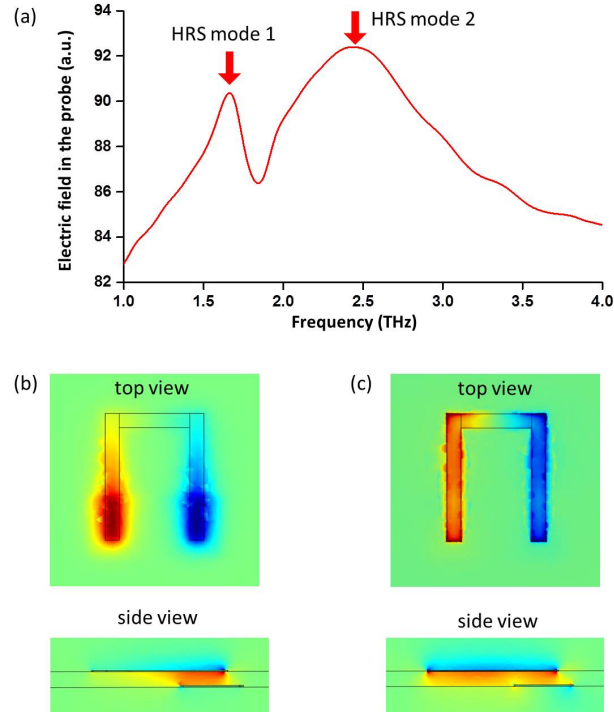 (a)
HRS mode 1
HRS mode 2
Electric field in the probe (a.u.)
94
92
90
88
86
84
82
1.0 1.5 2.0 2.5 3.0 3.5 4.0
Frequency (THz)
(b)
top view
(c)
top view
side view
side view